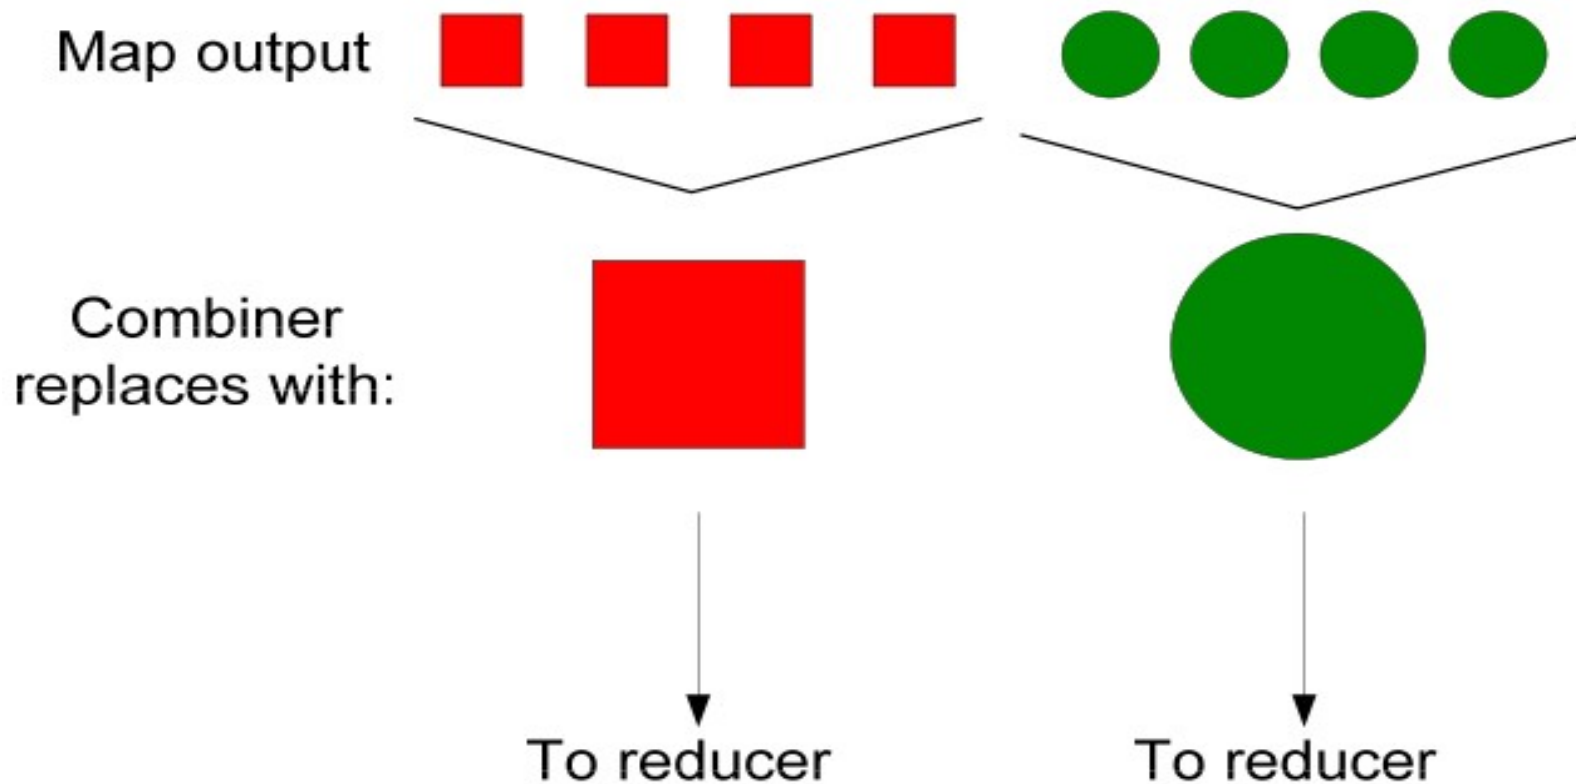 Map output
Combiner
replaces with:
To reducer
To reducer